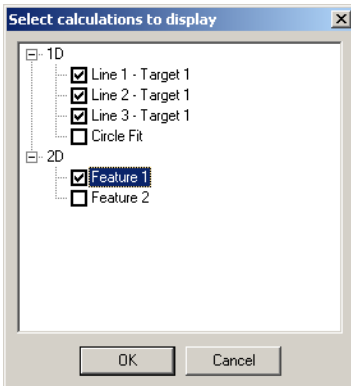 Select calculations to display
1D
Line 1 - Target 1
Line 2 - Target 1
Line 3 - Target 1
Circle Fit
2D
Feature 1
Feature 2
OK Cancel